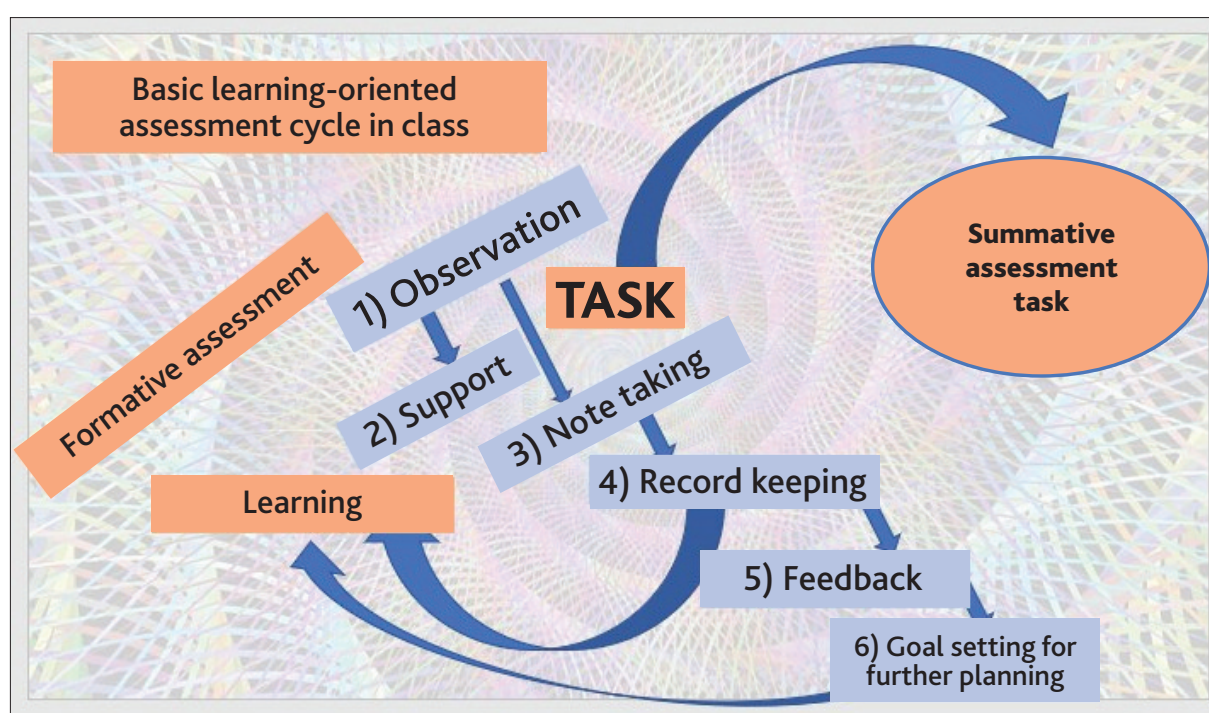 Basic learning-oriented
assessment cycle in class
Formative assessment
1) Observation
TASK
Summative
assessment
task
2) Support
3) Note taking
4) Record keeping
Learning
5) Feedback
6) Goal setting for
further planning